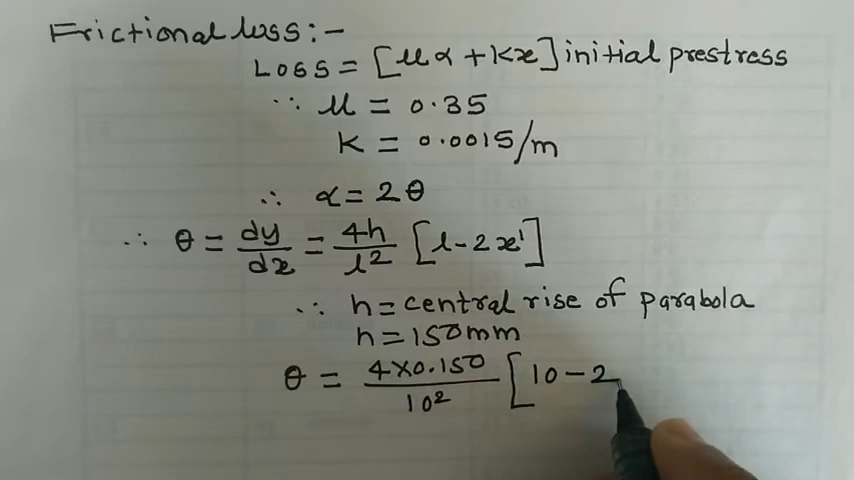 Frictional loss:-
Loss = [μα + Kx] initial prestress
∵ μ = 0.35
K = 0.0015/m
∴ α = 2θ
∴ θ = dy/dx = 4h/l² [l - 2x']
∴ h = central rise of parabola
h = 150mm
θ = 4×0.150/10² [10 - 2